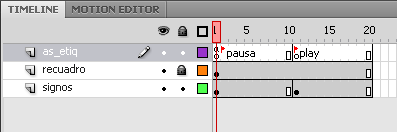 TIMELINE MOTION EDITOR
1 5 10 15 20
as_etiq pausa play
recuadro
signos